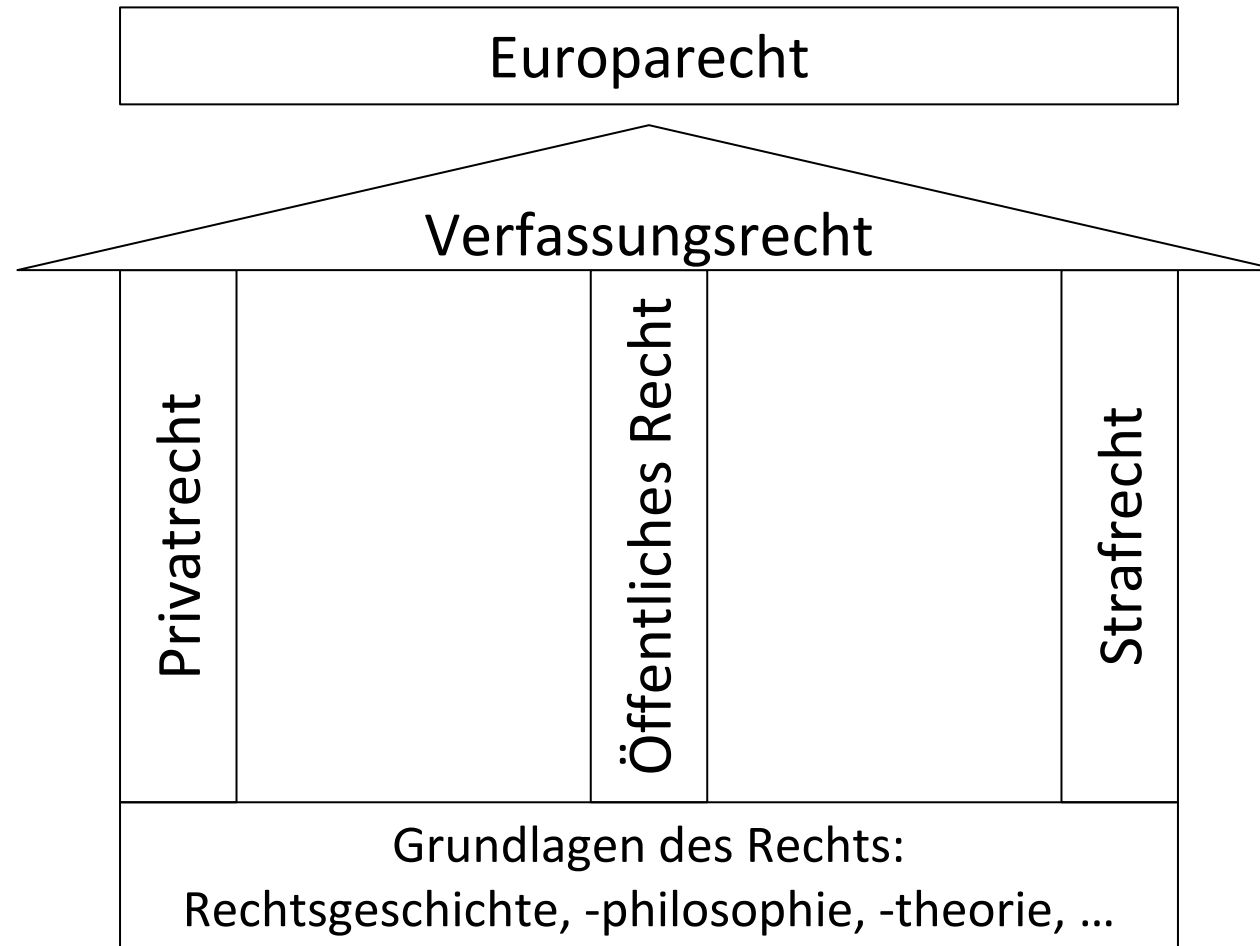 Europarecht
Verfassungsrecht
Privatrecht
Öffentliches Recht
Strafrecht
Grundlagen des Rechts:
Rechtsgeschichte, -philosophie, -theorie, …